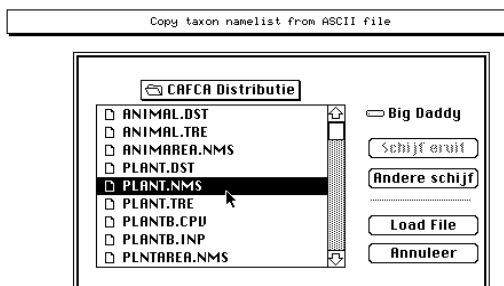 Copy taxon namelist from ASCII file
CAFCA Distributie
ANIMAL.DST
ANIMAL.TRE
ANIMAREA.NMS
PLANT.DST
PLANT.NMS
PLANT.TRE
PLANTB.CPV
PLANTB.INP
PLNTAREA.NMS
Big Daddy
Schijf eruit
Andere schijf
Load File
Annuleer